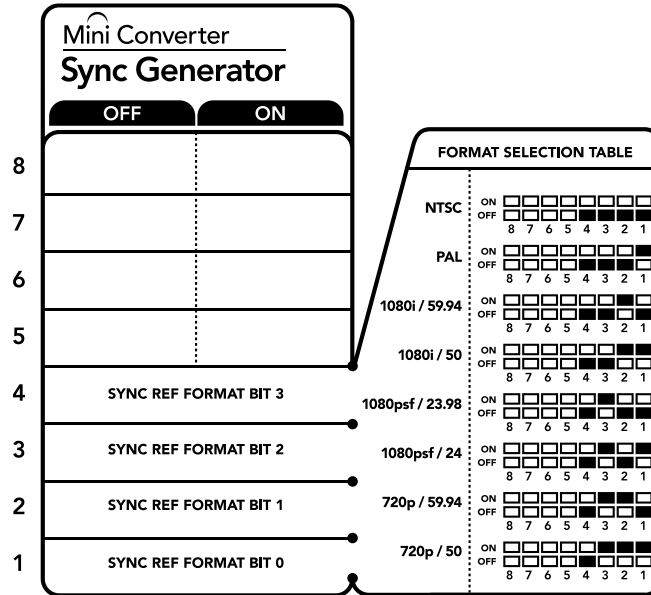 Mini Converter
Sync Generator
OFF ON
8
7
6
5
4 SYNC REF FORMAT BIT 3
3 SYNC REF FORMAT BIT 2
2 SYNC REF FORMAT BIT 1
1 SYNC REF FORMAT BIT 0
FORMAT SELECTION TABLE
NTSC
ON
OFF
8 7 6 5 4 3 2 1
PAL
ON
OFF
8 7 6 5 4 3 2 1
1080i / 59.94
ON
OFF
8 7 6 5 4 3 2 1
1080i / 50
ON
OFF
8 7 6 5 4 3 2 1
1080psf / 23.98
ON
OFF
8 7 6 5 4 3 2 1
1080psf / 24
ON
OFF
8 7 6 5 4 3 2 1
720p / 59.94
ON
OFF
8 7 6 5 4 3 2 1
720p / 50
ON
OFF
8 7 6 5 4 3 2 1